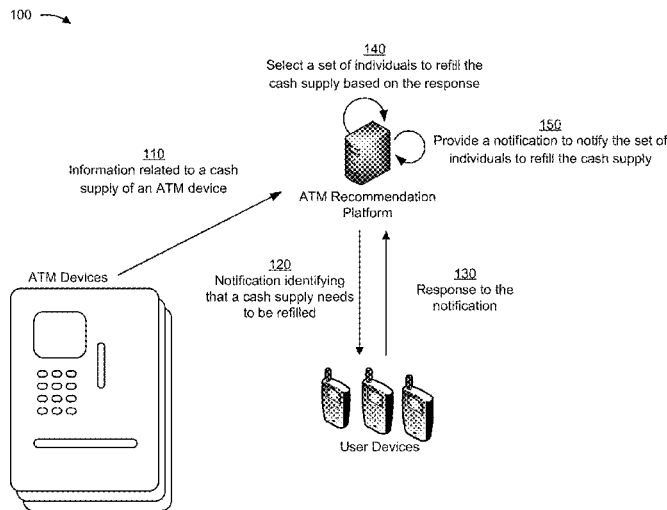 100
140
Select a set of individuals to refill the
cash supply based on the response
150
Provide a notification to notify the set of
individuals to refill the cash supply
110
Information related to a cash
supply of an ATM device
ATM Recommendation
Platform
120
Notification identifying
that a cash supply needs
to be refilled
130
Response to the
notification
ATM Devices
User Devices